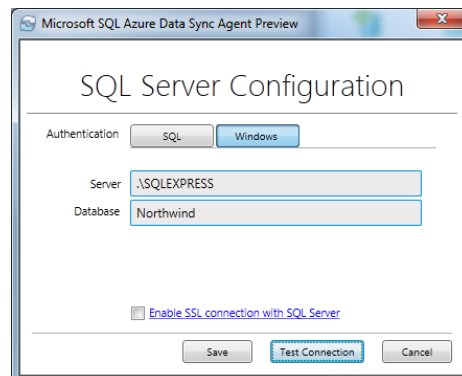 Microsoft SQL Azure Data Sync Agent Preview
SQL Server Configuration
Authentication SQL Windows
Server .\SQLEXPRESS
Database Northwind
Enable SSL connection with SQL Server
Save Test Connection Cancel